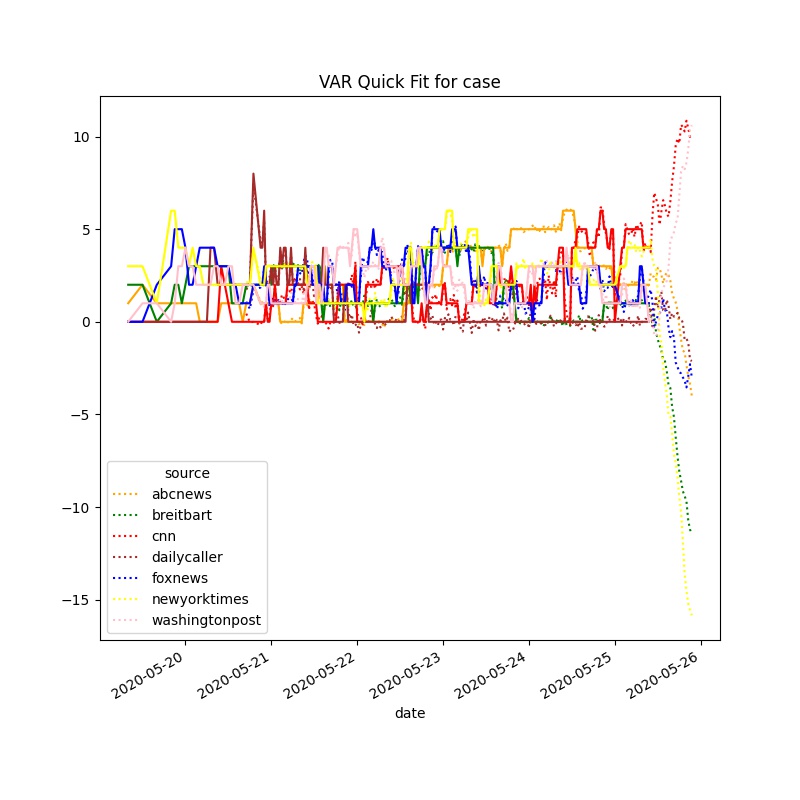 VAR Quick Fit for case
10
5
0
−5
−10
−15
source
abcnews
breitbart
cnn
dailycaller
foxnews
newyorktimes
washingtonpost
2020-05-20
2020-05-21
2020-05-22
2020-05-23
2020-05-24
2020-05-25
2020-05-26
date